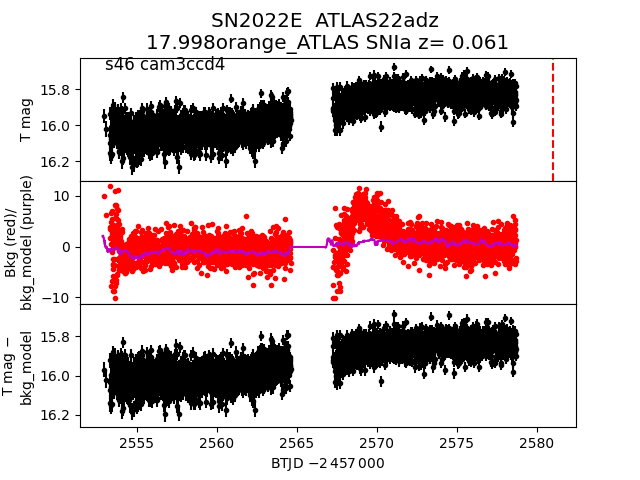 SN2022E ATLAS22adz
17.998orange_ATLAS SNIa z= 0.061
s46 cam3ccd4
15.8
16.0
16.2
T mag
10
0
−10
Bkg (red)/
bkg_model (purple)
15.8
16.0
16.2
T mag −
bkg_model
2555 2560 2565 2570 2575 2580
BTJD −2 457 000